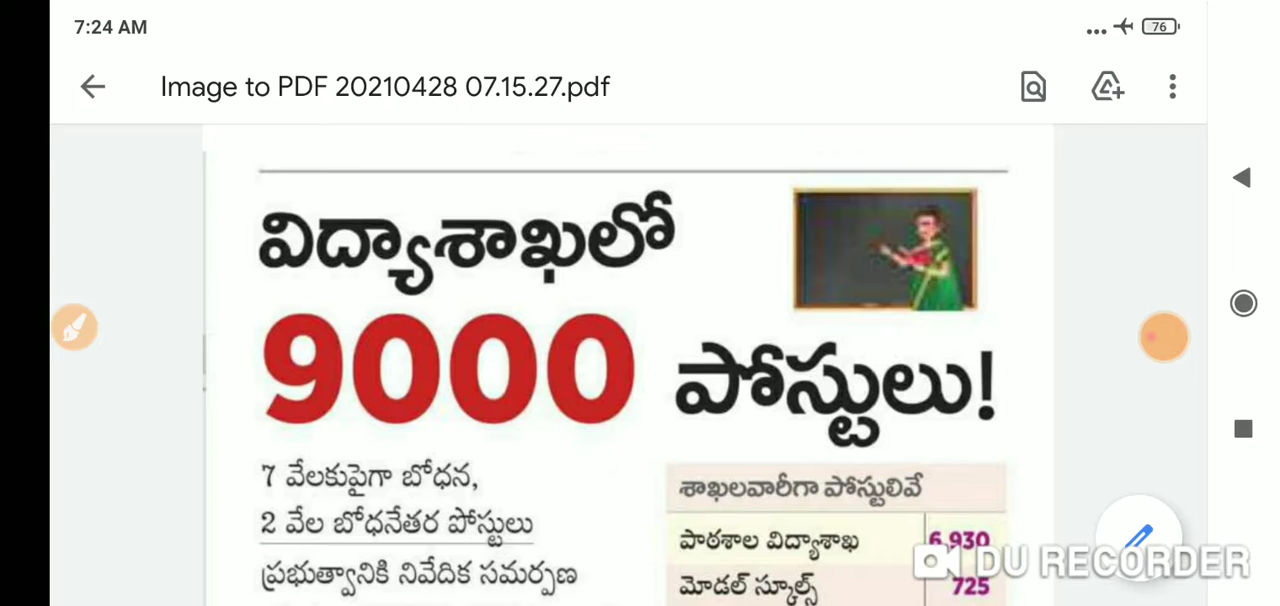 7:24 AM
76
Image to PDF 20210428 07.15.27.pdf
విద్యాశాఖలో
9000 పోస్టులు!
7 వేలకుపైగా బోధన,
2 వేల బోధనేతర పోస్టులు
ప్రభుత్వానికి నివేదిక సమర్పణ
శాఖలవారీగా పోస్టులివే
పాఠశాల విద్యాశాఖ 6,930
మోడల్ స్కూల్స్ 725
DU RECORDER